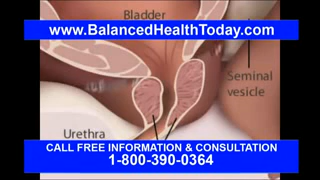 Bladder
www.BalancedHealthToday.com
Seminal
vesicle
Urethra
CALL FREE INFORMATION & CONSULTATION
1-800-390-0364